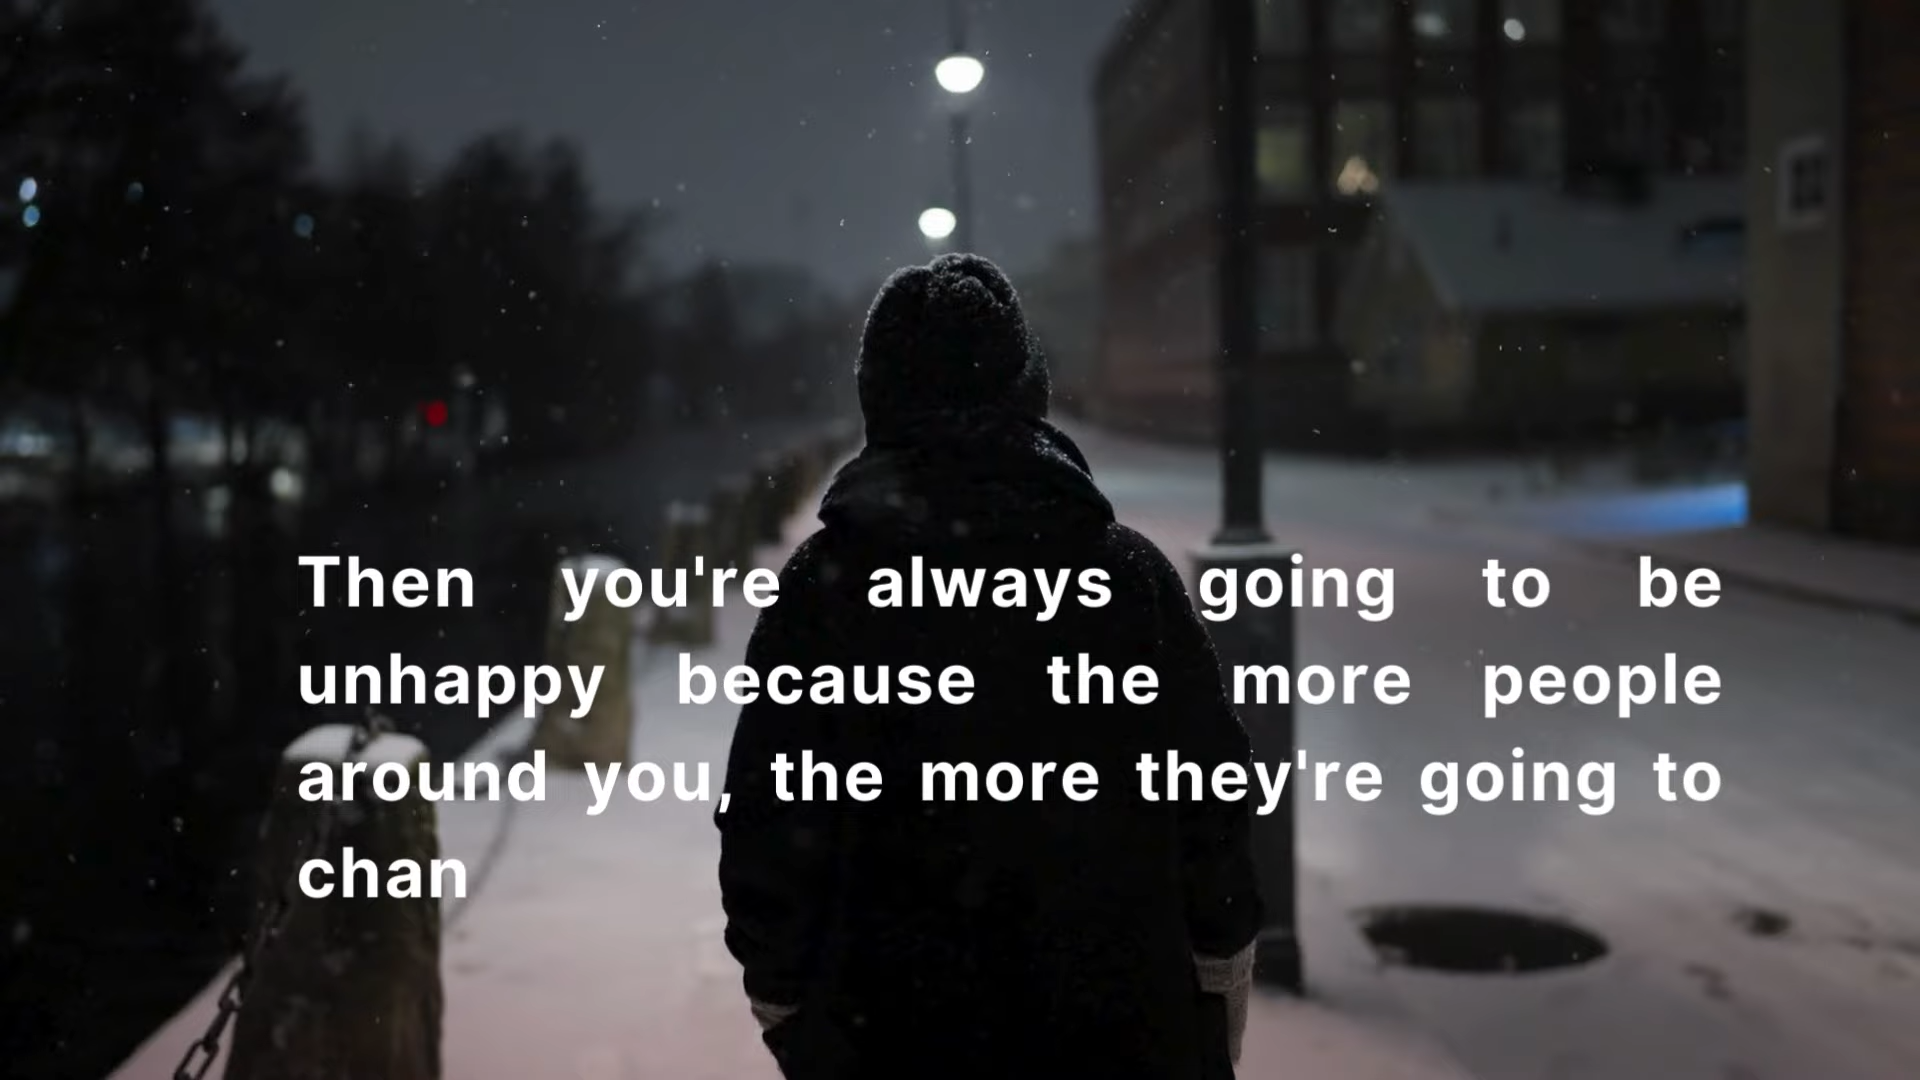 Then you're always going to be
unhappy because the more people
around you, the more they're going to
chan